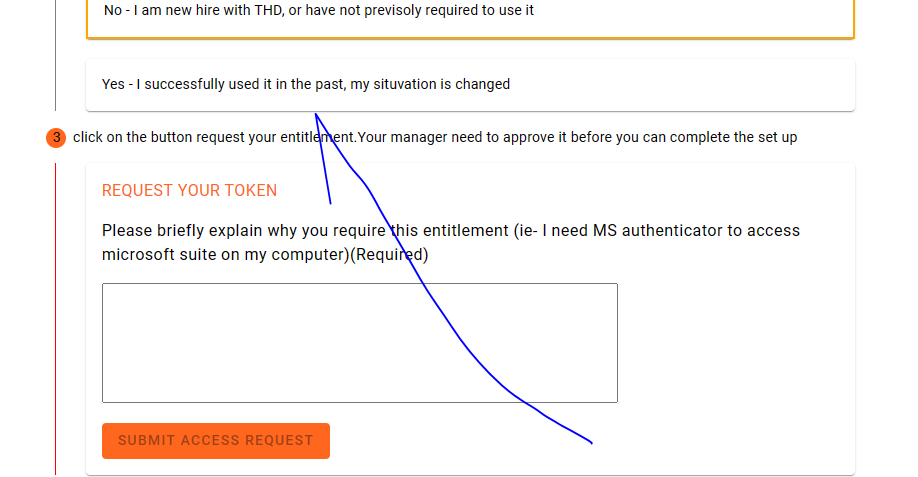 No - I am new hire with THD, or have not previsoly required to use it
Yes - I successfully used it in the past, my situvation is changed
3 click on the button request your entitlement.Your manager need to approve it before you can complete the set up
REQUEST YOUR TOKEN
Please briefly explain why you require this entitlement (ie- I need MS authenticator to access
microsoft suite on my computer)(Required)
SUBMIT ACCESS REQUEST